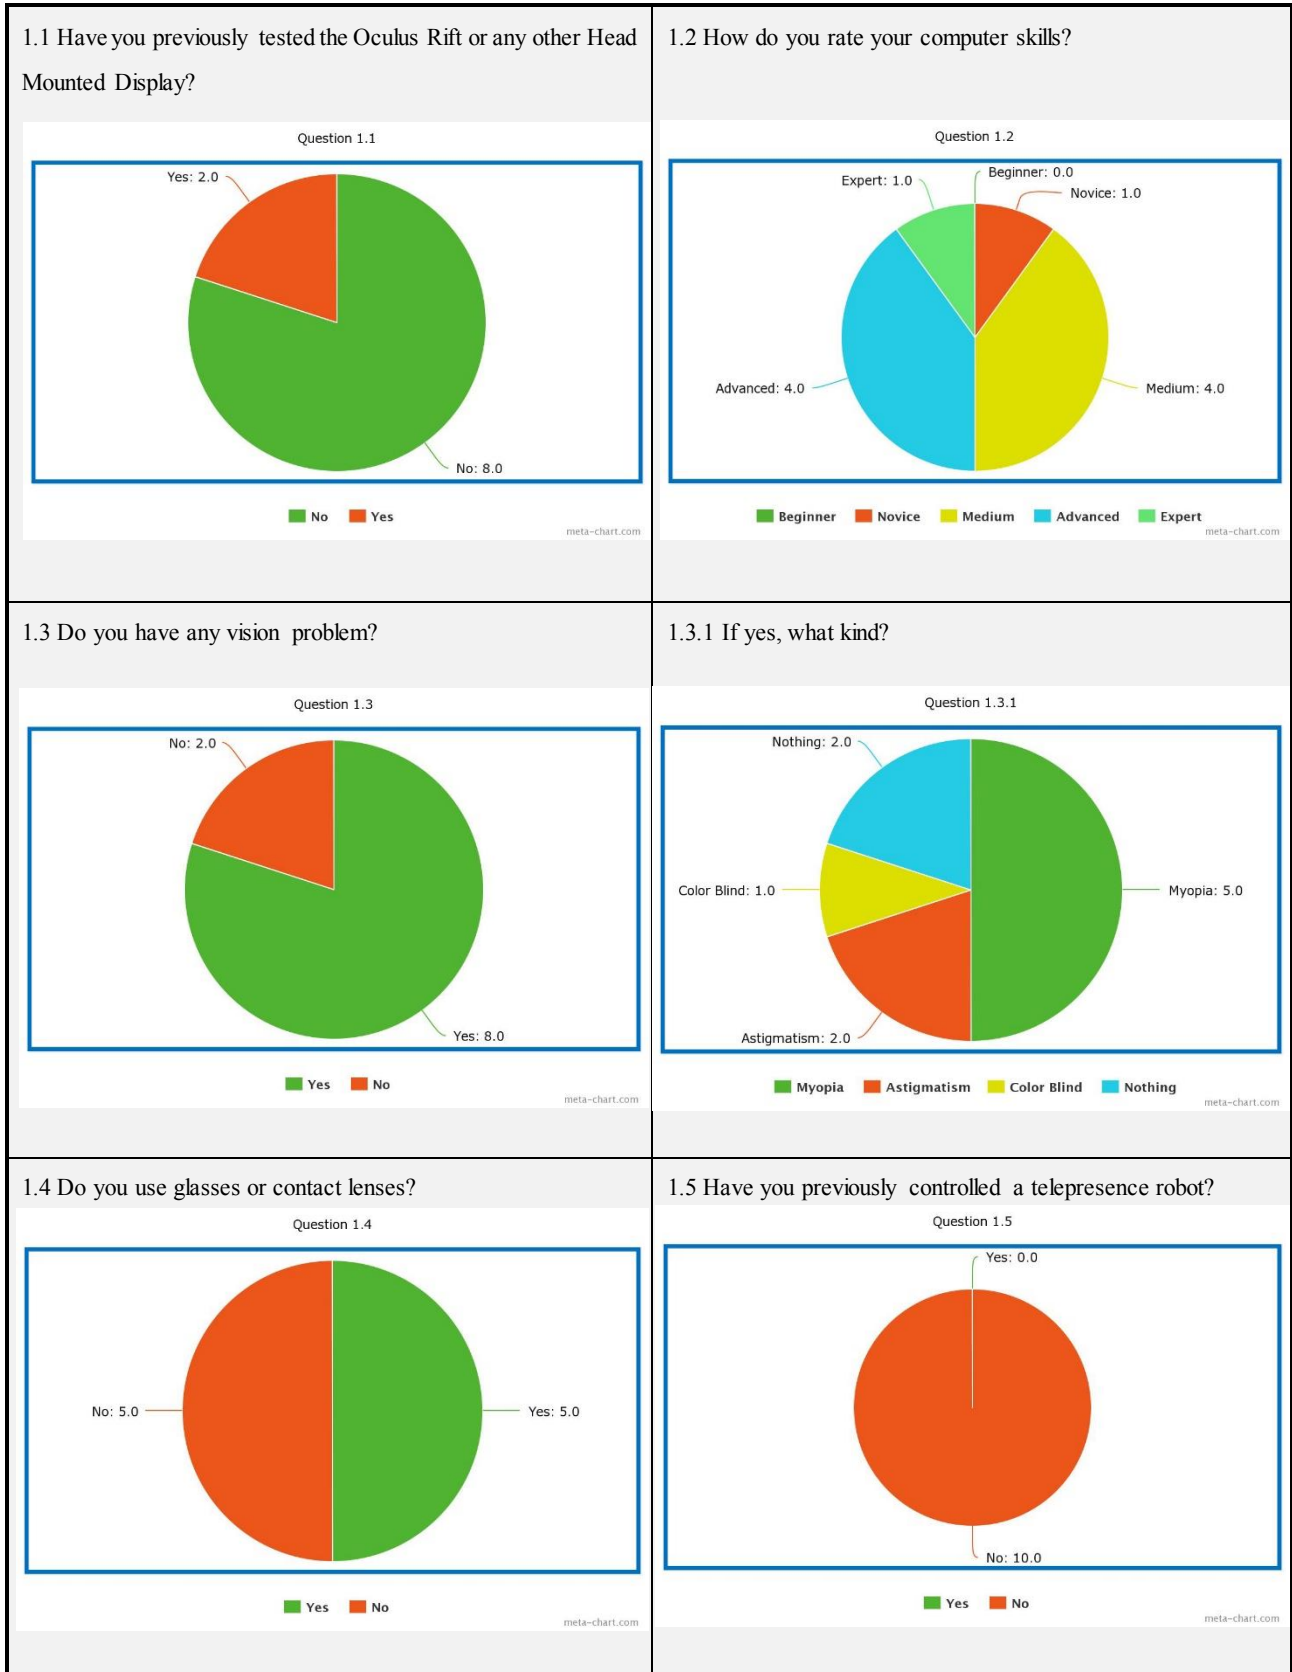 1.1 Have you previously tested the Oculus Rift or any other Head
Mounted Display?
Question 1.1
Yes: 2.0
No: 8.0
No Yes
meta-chart.com
1.2 How do you rate your computer skills?
Question 1.2
Beginner: 0.0
Expert: 1.0
Novice: 1.0
Advanced: 4.0
Medium: 4.0
Beginner Novice Medium Advanced Expert
meta-chart.com
1.3 Do you have any vision problem?
Question 1.3
No: 2.0
Yes: 8.0
Yes No
meta-chart.com
1.3.1 If yes, what kind?
Question 1.3.1
Nothing: 2.0
Color Blind: 1.0
Myopia: 5.0
Astigmatism: 2.0
Myopia Astigmatism Color Blind Nothing
meta-chart.com
1.4 Do you use glasses or contact lenses?
Question 1.4
No: 5.0
Yes: 5.0
Yes No
meta-chart.com
1.5 Have you previously controlled a telepresence robot?
Question 1.5
Yes: 0.0
No: 10.0
Yes No
meta-chart.com